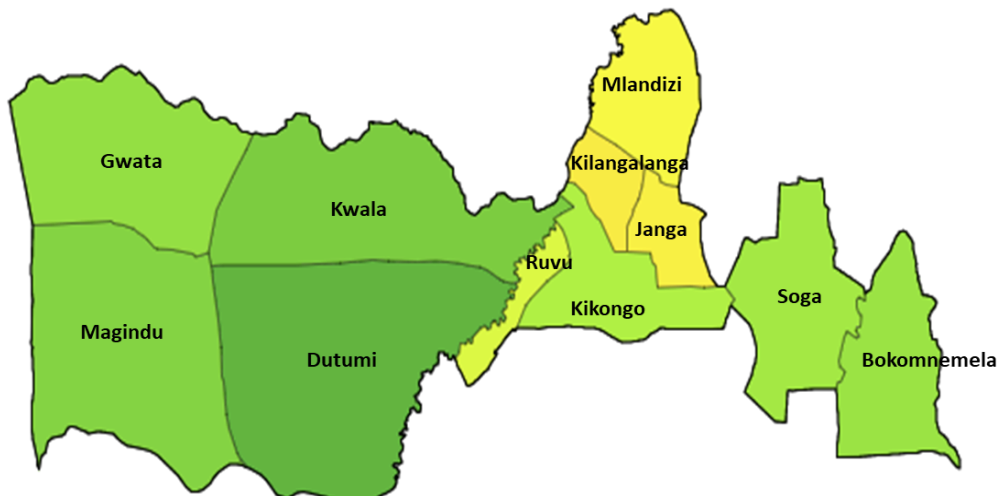 Mlandizi
Gwata
Kilangalanga
Kwala
Janga
Ruvu
Soga
Kikongo
Magindu
Dutumi
Bokomnemela